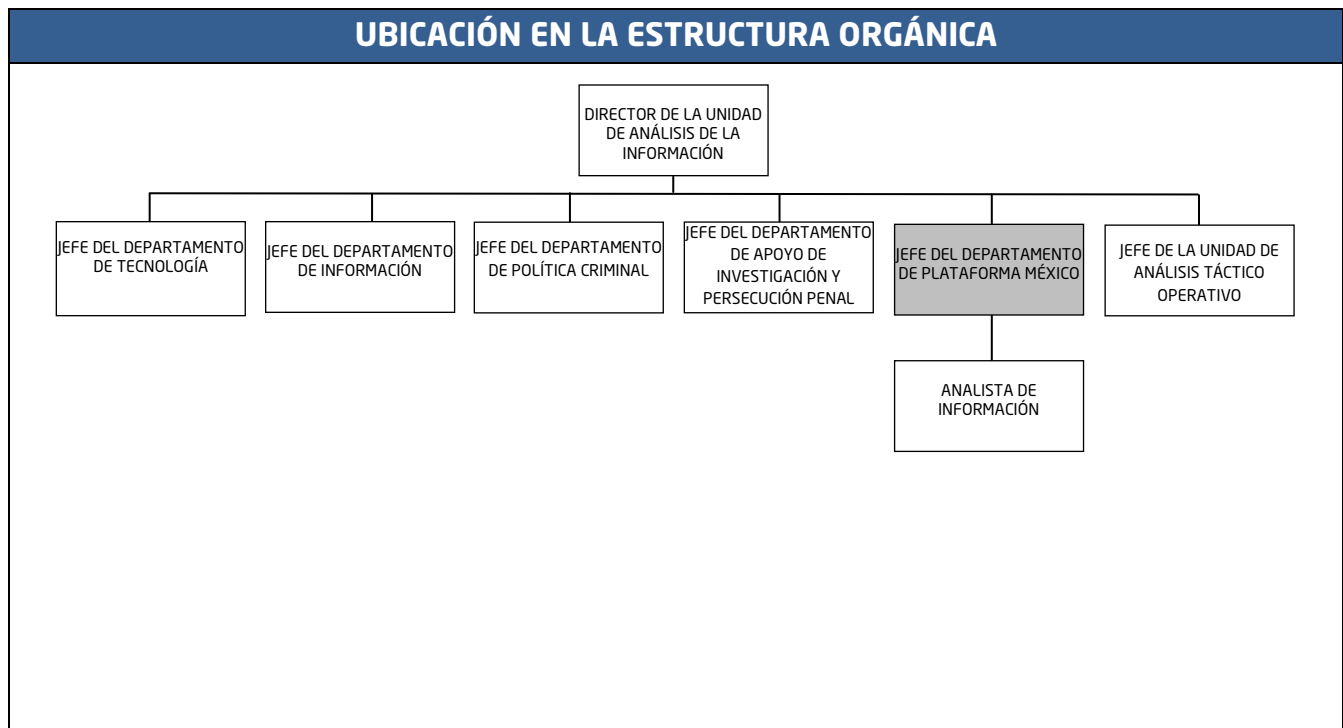 UBICACIÓN EN LA ESTRUCTURA ORGÁNICA
DIRECTOR DE LA UNIDAD
DE ANÁLISIS DE LA
INFORMACIÓN
JEFE DEL DEPARTAMENTO
DE TECNOLOGÍA
JEFE DEL DEPARTAMENTO
DE INFORMACIÓN
JEFE DEL DEPARTAMENTO
DE POLÍTICA CRIMINAL
JEFE DEL DEPARTAMENTO
DE APOYO DE
INVESTIGACIÓN Y
PERSECUCIÓN PENAL
JEFE DEL DEPARTAMENTO
DE PLATAFORMA MÉXICO
JEFE DE LA UNIDAD DE
ANÁLISIS TÁCTICO
OPERATIVO
ANALISTA DE
INFORMACIÓN